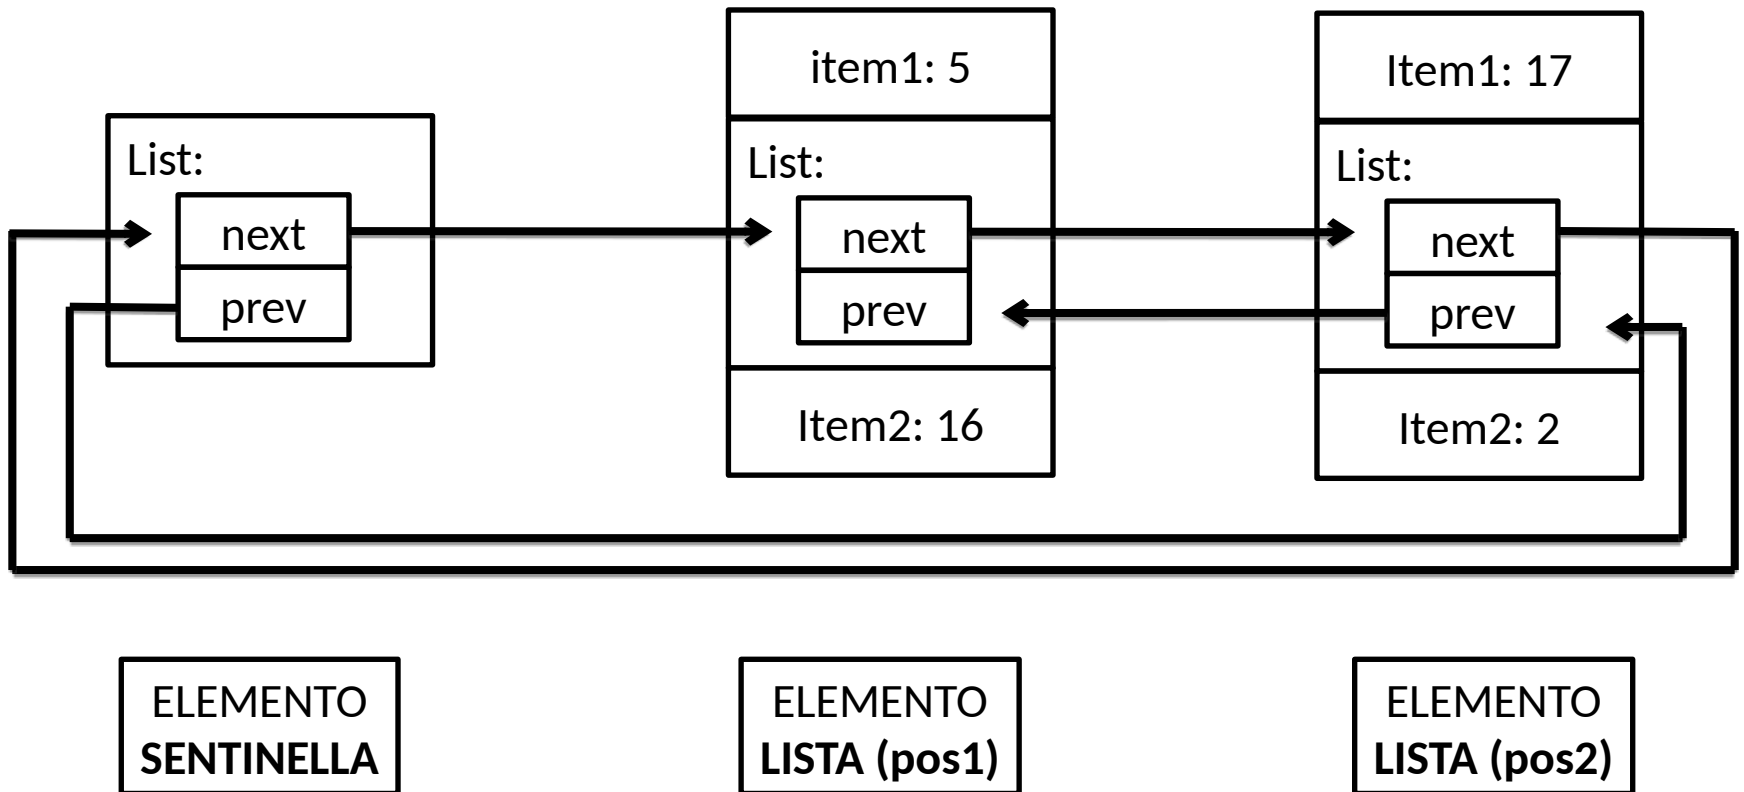 item1: 5
Item1: 17
List:
next
prev
List:
next
prev
List:
next
prev
Item2: 16
Item2: 2
ELEMENTO
SENTINELLA
ELEMENTO
LISTA (pos1)
ELEMENTO
LISTA (pos2)